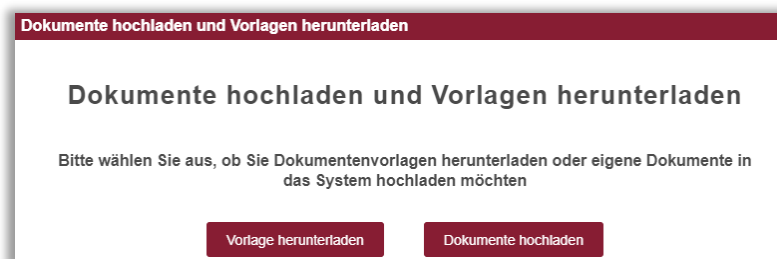 Dokumente hochladen und Vorlagen herunterladen
Dokumente hochladen und Vorlagen herunterladen
Bitte wählen Sie aus, ob Sie Dokumentenvorlagen herunterladen oder eigene Dokumente in
das System hochladen möchten
Vorlage herunterladen Dokumente hochladen